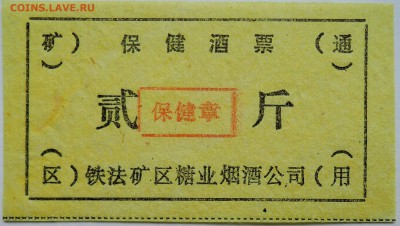 COINS.LAVE.RU
(矿) 保健酒票 (通)
贰 保健章 斤
(区) 铁法矿区糖业烟酒公司 (用)